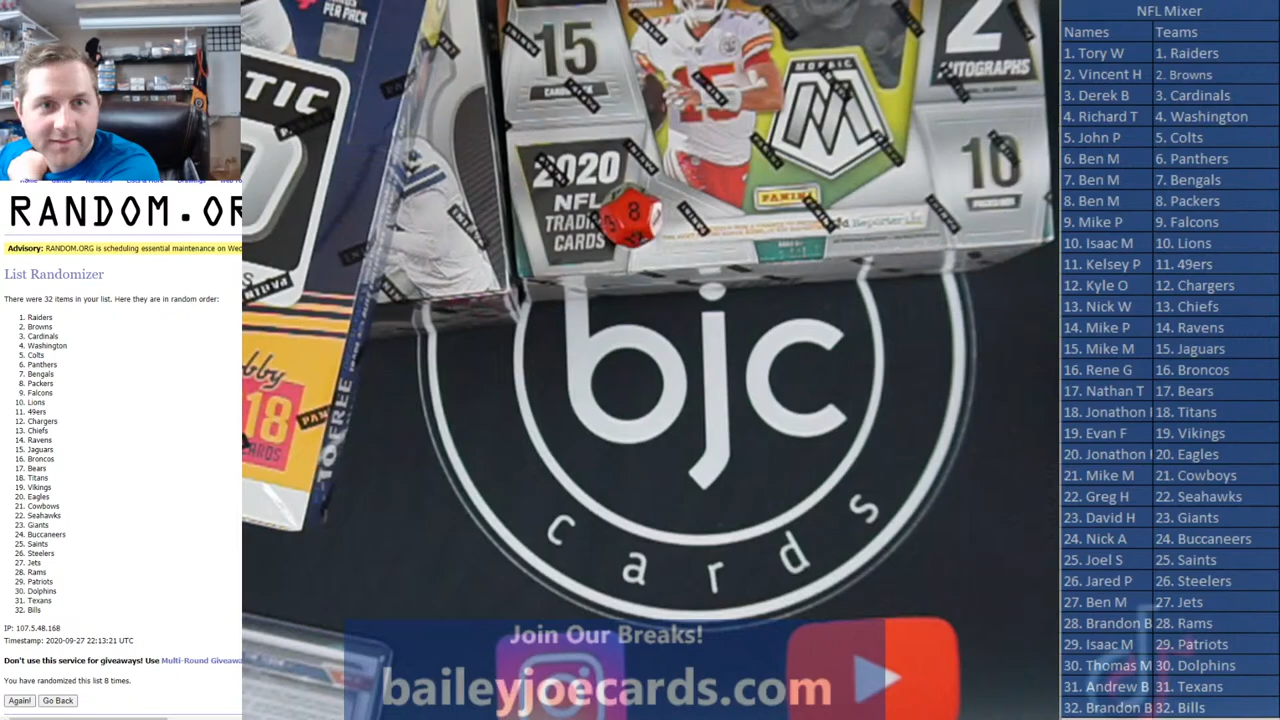 RANDOM.OR
Advisory: RANDOM.ORG is scheduling essential maintenance on Wed
List Randomizer
There were 32 items in your list. Here they are in random order:
1. Raiders
2. Browns
3. Cardinals
4. Washington
5. Colts
6. Panthers
7. Bengals
8. Packers
9. Falcons
10. Lions
11. 49ers
12. Chargers
13. Chiefs
14. Ravens
15. Jaguars
16. Broncos
17. Bears
18. Titans
19. Vikings
20. Eagles
21. Cowbows
22. Seahawks
23. Giants
24. Buccaneers
25. Saints
26. Steelers
27. Jets
28. Rams
29. Patriots
30. Dolphins
31. Texans
32. Bills
IP: 107.5.48.168
Timestamp: 2020-09-27 22:13:21 UTC
Don't use this service for giveaways! Use Multi-Round Giveawa
You have randomized this list 8 times.
Again! Go Back
PER PACK
TIC
18
CARDS
15
2
AUTOGRAPHS
MOSAIC
M
2020
NFL
TRADING
CARDS
PANINI
10
8
bjc
cards
Join Our Breaks!
baileyjoecards.com
NFL Mixer
Names Teams
1. Tory W 1. Raiders
2. Vincent H 2. Browns
3. Derek B 3. Cardinals
4. Richard T 4. Washington
5. John P 5. Colts
6. Ben M 6. Panthers
7. Ben M 7. Bengals
8. Ben M 8. Packers
9. Mike P 9. Falcons
10. Isaac M 10. Lions
11. Kelsey P 11. 49ers
12. Kyle O 12. Chargers
13. Nick W 13. Chiefs
14. Mike P 14. Ravens
15. Mike M 15. Jaguars
16. Rene G 16. Broncos
17. Nathan T 17. Bears
18. Jonathon 18. Titans
19. Evan F 19. Vikings
20. Jonathon 20. Eagles
21. Mike M 21. Cowboys
22. Greg H 22. Seahawks
23. David H 23. Giants
24. Nick A 24. Buccaneers
25. Joel S 25. Saints
26. Jared P 26. Steelers
27. Ben M 27. Jets
28. Brandon B 28. Rams
29. Isaac M 29. Patriots
30. Thomas M 30. Dolphins
31. Andrew B 31. Texans
32. Brandon B 32. Bills